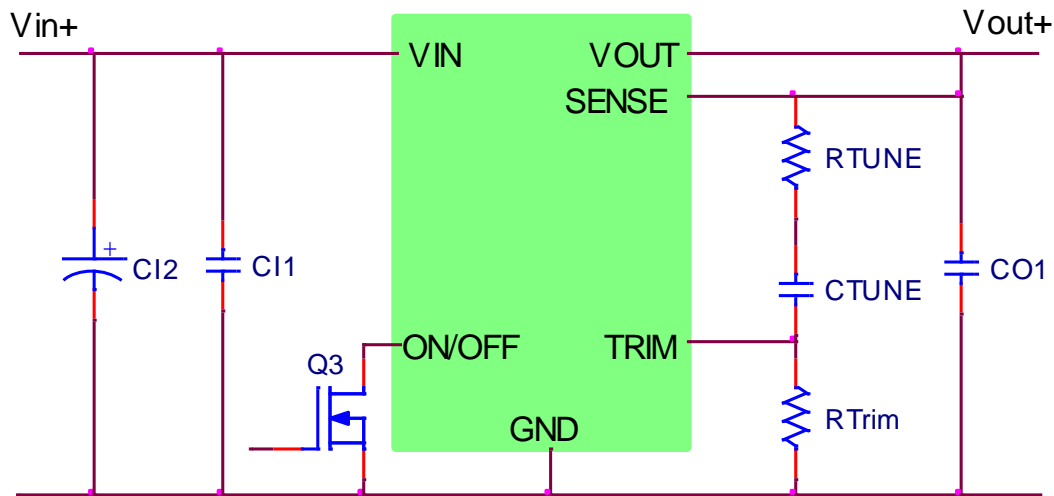 Vin+
Vout+
VIN
VOUT
SENSE
RTUNE
+
CI2
CI1
CTUNE
CO1
ON/OFF
TRIM
Q3
RTrim
GND